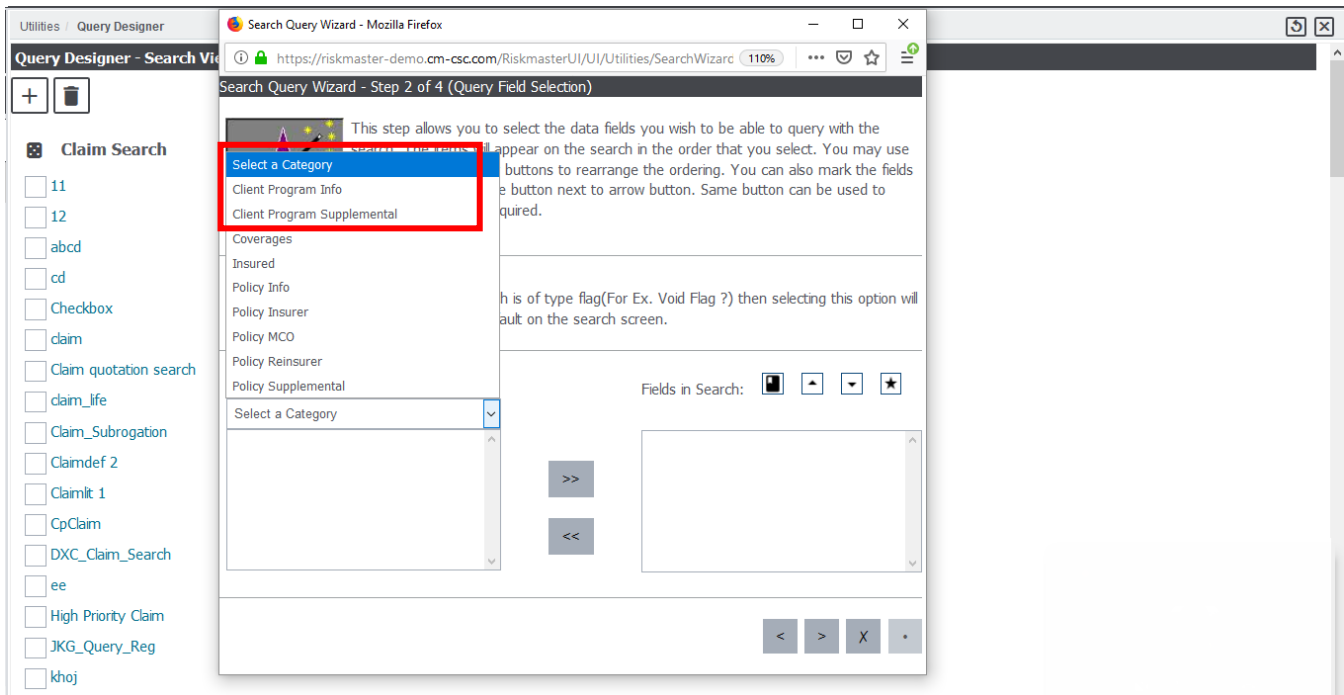 Utilities / Query Designer
Query Designer - Search Vie
Claim Search
11
12
abcd
cd
Checkbox
claim
Claim quotation search
claim_life
Claim_Subrogation
Claimdef 2
Claimlit 1
CpClaim
DXC_Claim_Search
ee
High Priority Claim
JKG_Query_Reg
khoj
Search Query Wizard - Mozilla Firefox
https://riskmaster-demo.cm-csc.com/RiskmasterUI/UI/Utilities/SearchWizard 110%
Search Query Wizard - Step 2 of 4 (Query Field Selection)
This step allows you to select the data fields you wish to be able to query with the
search. The items will appear on the search in the order that you select. You may use
buttons to rearrange the ordering. You can also mark the fields
e button next to arrow button. Same button can be used to
quired.
h is of type flag(For Ex. Void Flag ?) then selecting this option will
ault on the search screen.
Select a Category
Client Program Info
Client Program Supplemental
Coverages
Insured
Policy Info
Policy Insurer
Policy MCO
Policy Reinsurer
Policy Supplemental
Select a Category
Fields in Search:
>>
<<
< > X